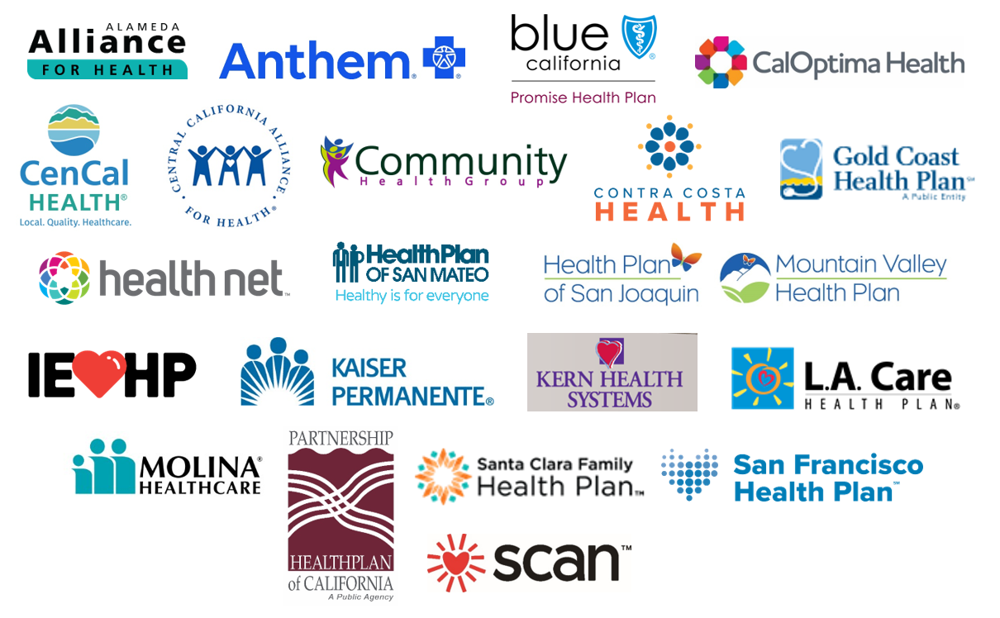 ALAMEDA
Alliance
FOR HEALTH
Anthem®®
blue
california
®
Promise Health Plan
CalOptima Health
CenCal
HEALTH®
Local. Quality. Healthcare.
CENTRAL CALIFORNIA ALLIANCE
· FOR HEALTH® ·
Community
Health Group
CONTRA COSTA
HEALTH
Gold Coast
Health Plan℠
A Public Entity
health net™
HealthPlan
OF SAN MATEO
Healthy is for everyone
Health Plan
of San Joaquin
Mountain Valley
Health Plan
IEHP
KAISER
PERMANENTE®
KERN HEALTH
SYSTEMS
L.A. Care
HEALTH PLAN®
MOLINA®
HEALTHCARE
PARTNERSHIP
HEALTHPLAN
of CALIFORNIA
A Public Agency
Santa Clara Family
Health Plan™
San Francisco
Health Plan℠
scan™